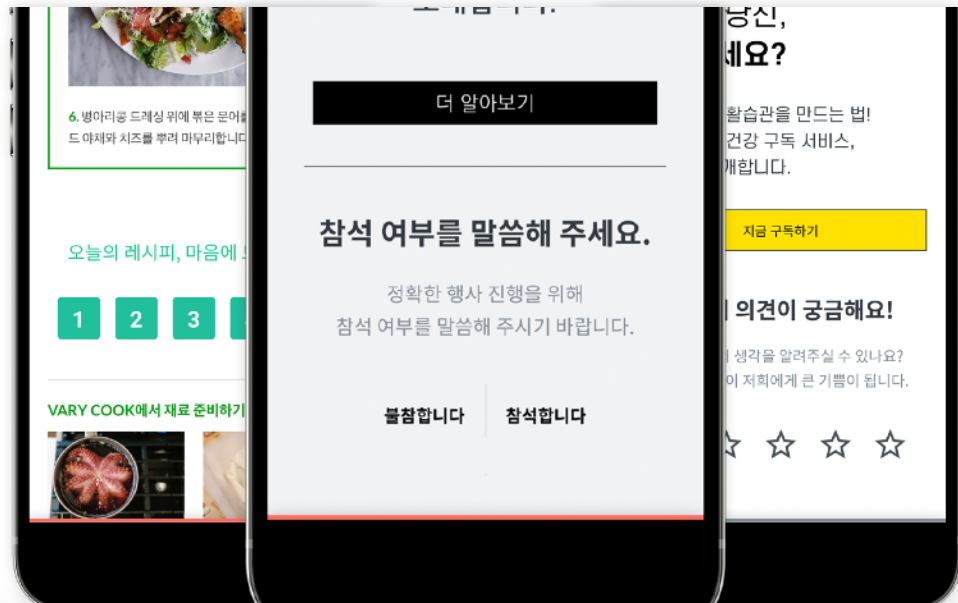 6. 병아리콩 드레싱 위에 볶은 문어를
드 야채와 치즈를 뿌려 마무리합니다
오늘의 레시피, 마음에
1 2 3
VARY COOK에서 재료 준비하기
더 알아보기
참석 여부를 말씀해 주세요.
정확한 행사 진행을 위해
참석 여부를 말씀해 주시기 바랍니다.
불참합니다 참석합니다
당신,
세요?
활습관을 만드는 법!
건강 구독 서비스,
개합니다.
지금 구독하기
의견이 궁금해요!
생각을 알려주실 수 있나요?
이 저희에게 큰 기쁨이 됩니다.